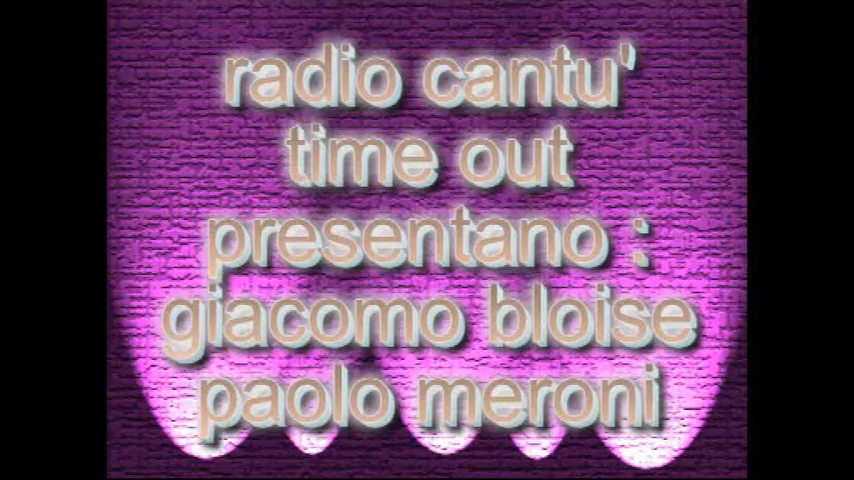 radio cantu'
time out
presentano :
giacomo bloise
paolo meroni